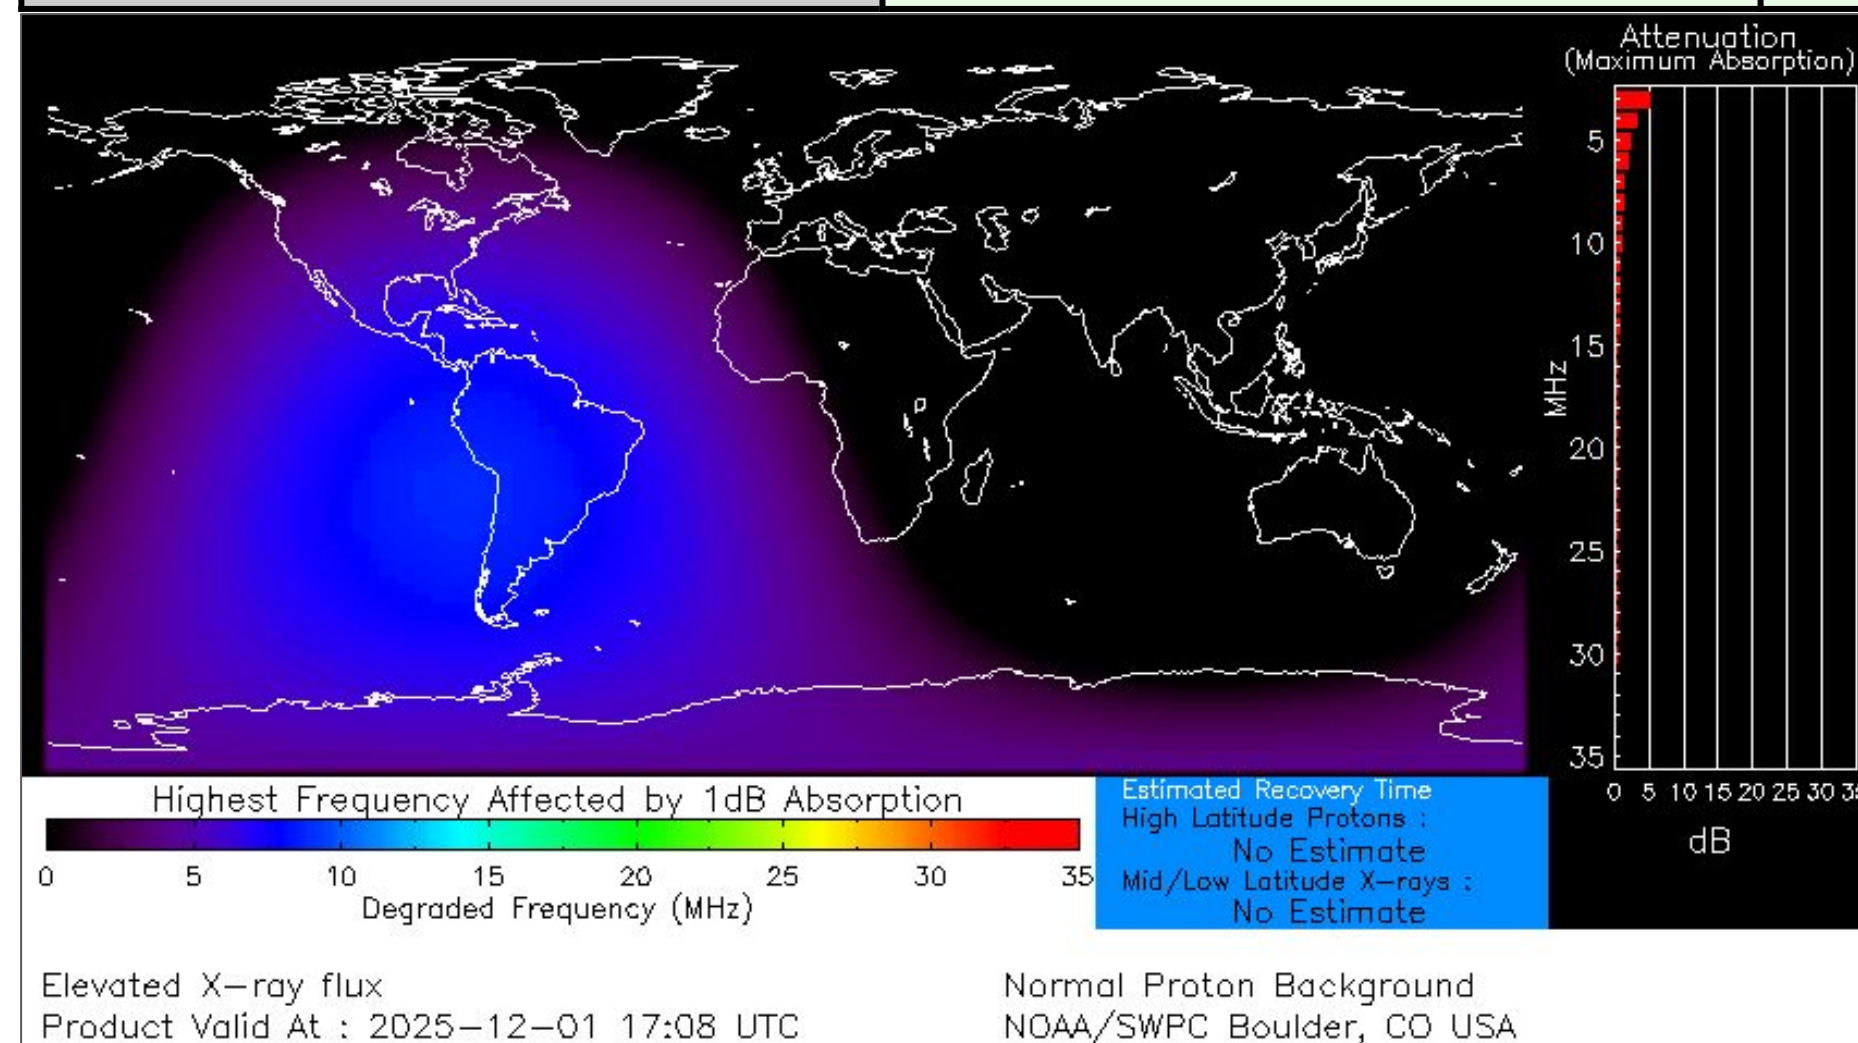 Attenuation
(Maximum Absorption)
5
10
15
20
25
30
35
MHz
0 5 10 15 20 25 30
dB
Highest Frequency Affected by 1dB Absorption
0 5 10 15 20 25 30 35
Degraded Frequency (MHz)
Estimated Recovery Time
High Latitude Protons :
No Estimate
Mid/Low Latitude X-rays :
No Estimate
Elevated X-ray flux
Product Valid At : 2025-12-01 17:08 UTC
Normal Proton Background
NOAA/SWPC Boulder, CO USA